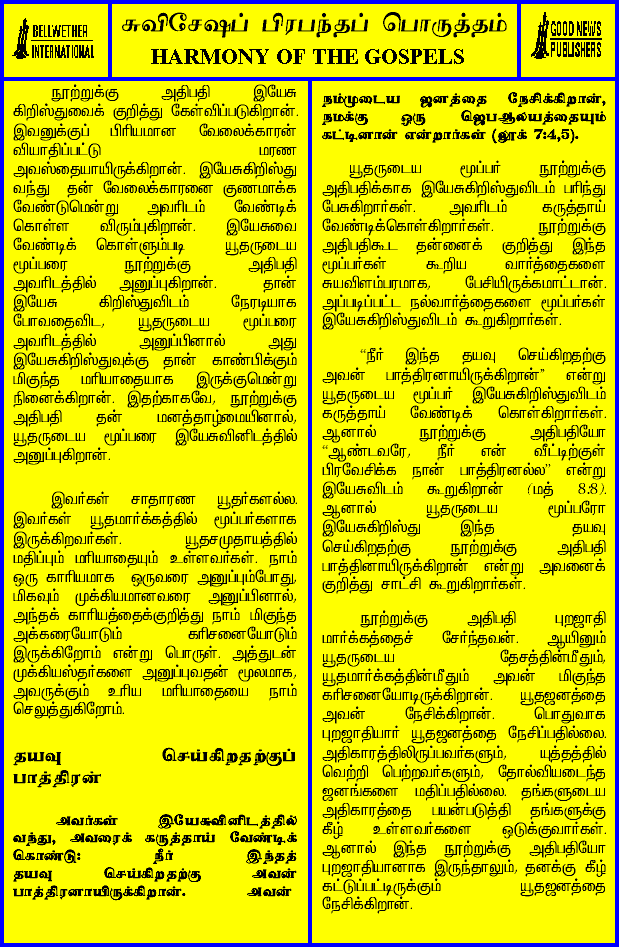 BELLWETHER
INTERNATIONAL
சுவிசேஷப் பிரபந்தப் பொருத்தம்
HARMONY OF THE GOSPELS
GOOD NEWS
PUBLISHERS
நூற்றுக்கு அதிபதி இயேசு
கிறிஸ்துவைக் குறித்து கேள்விப்படுகிறான்.
இவனுக்குப் பிரியமான வேலைக்காரன்
வியாதிப்பட்டு மரண
அவஸ்தையாயிருக்கிறான். இயேசுகிறிஸ்து
வந்து தன் வேலைக்காரனை குணமாக்க
வேண்டுமென்று அவரிடம் வேண்டிக்
கொள்ள விரும்புகிறான். இயேசுவை
வேண்டிக் கொள்ளும்படி யூதருடைய
மூப்பரை நூற்றுக்கு அதிபதி
அவரிடத்தில் அனுப்புகிறான். தான்
இயேசு கிறிஸ்துவிடம் நேரடியாக
போவதைவிட, யூதருடைய மூப்பரை
அவரிடத்தில் அனுப்பினால் அது
இயேசுகிறிஸ்துவுக்கு தான் காண்பிக்கும்
மிகுந்த மரியாதையாக இருக்குமென்று
நினைக்கிறான். இதற்காகவே, நூற்றுக்கு
அதிபதி தன் மனத்தாழ்மையினால்,
யூதருடைய மூப்பரை இயேசுவினிடத்தில்
அனுப்புகிறான்.
இவர்கள் சாதாரண யூதர்களல்ல.
இவர்கள் யூதமார்க்கத்தில் மூப்பர்களாக
இருக்கிறவர்கள். யூதசமுதாயத்தில்
மதிப்பும் மரியாதையும் உள்ளவர்கள். நாம்
ஒரு காரியமாக ஒருவரை அனுப்பும்போது,
மிகவும் முக்கியமானவரை அனுப்பினால்,
அந்தக் காரியத்தைக்குறித்து நாம் மிகுந்த
அக்கரையோடும் கரிசனையோடும்
இருக்கிறோம் என்று பொருள். அத்துடன்
முக்கியஸ்தர்களை அனுப்புவதன் மூலமாக,
அவருக்கும் உரிய மரியாதையை நாம்
செலுத்துகிறோம்.
தயவு செய்கிறதற்குப்
பாத்திரன்
அவர்கள் இயேசுவினிடத்தில்
வந்து, அவரைக் கருத்தாய் வேண்டிக்
கொண்டு: நீர் இந்தத்
தயவு செய்கிறதற்கு அவன்
பாத்திரனாயிருக்கிறான். அவன்
நம்முடைய ஜனத்தை நேசிக்கிறான்,
நமக்கு ஒரு ஜெபஆலயத்தையும்
கட்டினான் என்றார்கள் (லூக் 7:4,5).
யூதருடைய மூப்பர் நூற்றுக்கு
அதிபதிக்காக இயேசுகிறிஸ்துவிடம் பரிந்து
பேசுகிறார்கள். அவரிடம் கருத்தாய்
வேண்டிக்கொள்கிறார்கள். நூற்றுக்கு
அதிபதிகூட தன்னைக் குறித்து இந்த
மூப்பர்கள் கூறிய வார்த்தைகளை
சுயவிளம்பரமாக, பேசியிருக்கமாட்டான்.
அப்படிப்பட்ட நல்வார்த்தைகளை மூப்பர்கள்
இயேசுகிறிஸ்துவிடம் கூறுகிறார்கள்.
“நீர் இந்த தயவு செய்கிறதற்கு
அவன் பாத்திரனாயிருக்கிறான்” என்று
யூதருடைய மூப்பர் இயேசுகிறிஸ்துவிடம்
கருத்தாய் வேண்டிக் கொள்கிறார்கள்.
ஆனால் நூற்றுக்கு அதிபதியோ
“ஆண்டவரே, நீர் என் வீட்டிற்குள்
பிரவேசிக்க நான் பாத்திரனல்ல” என்று
இயேசுவிடம் கூறுகிறான் (மத் 8:8).
ஆனால் யூதருடைய மூப்பரோ
இயேசுகிறிஸ்து இந்த தயவு
செய்கிறதற்கு நூற்றுக்கு அதிபதி
பாத்தினாயிருக்கிறான் என்று அவனைக்
குறித்து சாட்சி கூறுகிறார்கள்.
நூற்றுக்கு அதிபதி புறஜாதி
மார்க்கத்தைச் சேர்ந்தவன். ஆயினும்
யூதருடைய தேசத்தின்மீதும்,
யூதமார்க்கத்தின்மீதும் அவன் மிகுந்த
கரிசனையோடிருக்கிறான். யூதஜனத்தை
அவன் நேசிக்கிறான். பொதுவாக
புறஜாதியார் யூதஜனத்தை நேசிப்பதில்லை.
அதிகாரத்திலிருப்பவர்களும், யுத்தத்தில்
வெற்றி பெற்றவர்களும், தோல்வியடைந்த
ஜனங்களை மதிப்பதில்லை. தங்களுடைய
அதிகாரத்தை பயன்படுத்தி தங்களுக்கு
கீழ் உள்ளவர்களை ஒடுக்குவார்கள்.
ஆனால் இந்த நூற்றுக்கு அதிபதியோ
புறஜாதியானாக இருந்தாலும், தனக்கு கீழ்
கட்டுப்பட்டிருக்கும் யூதஜனத்தை
நேசிக்கிறான்.